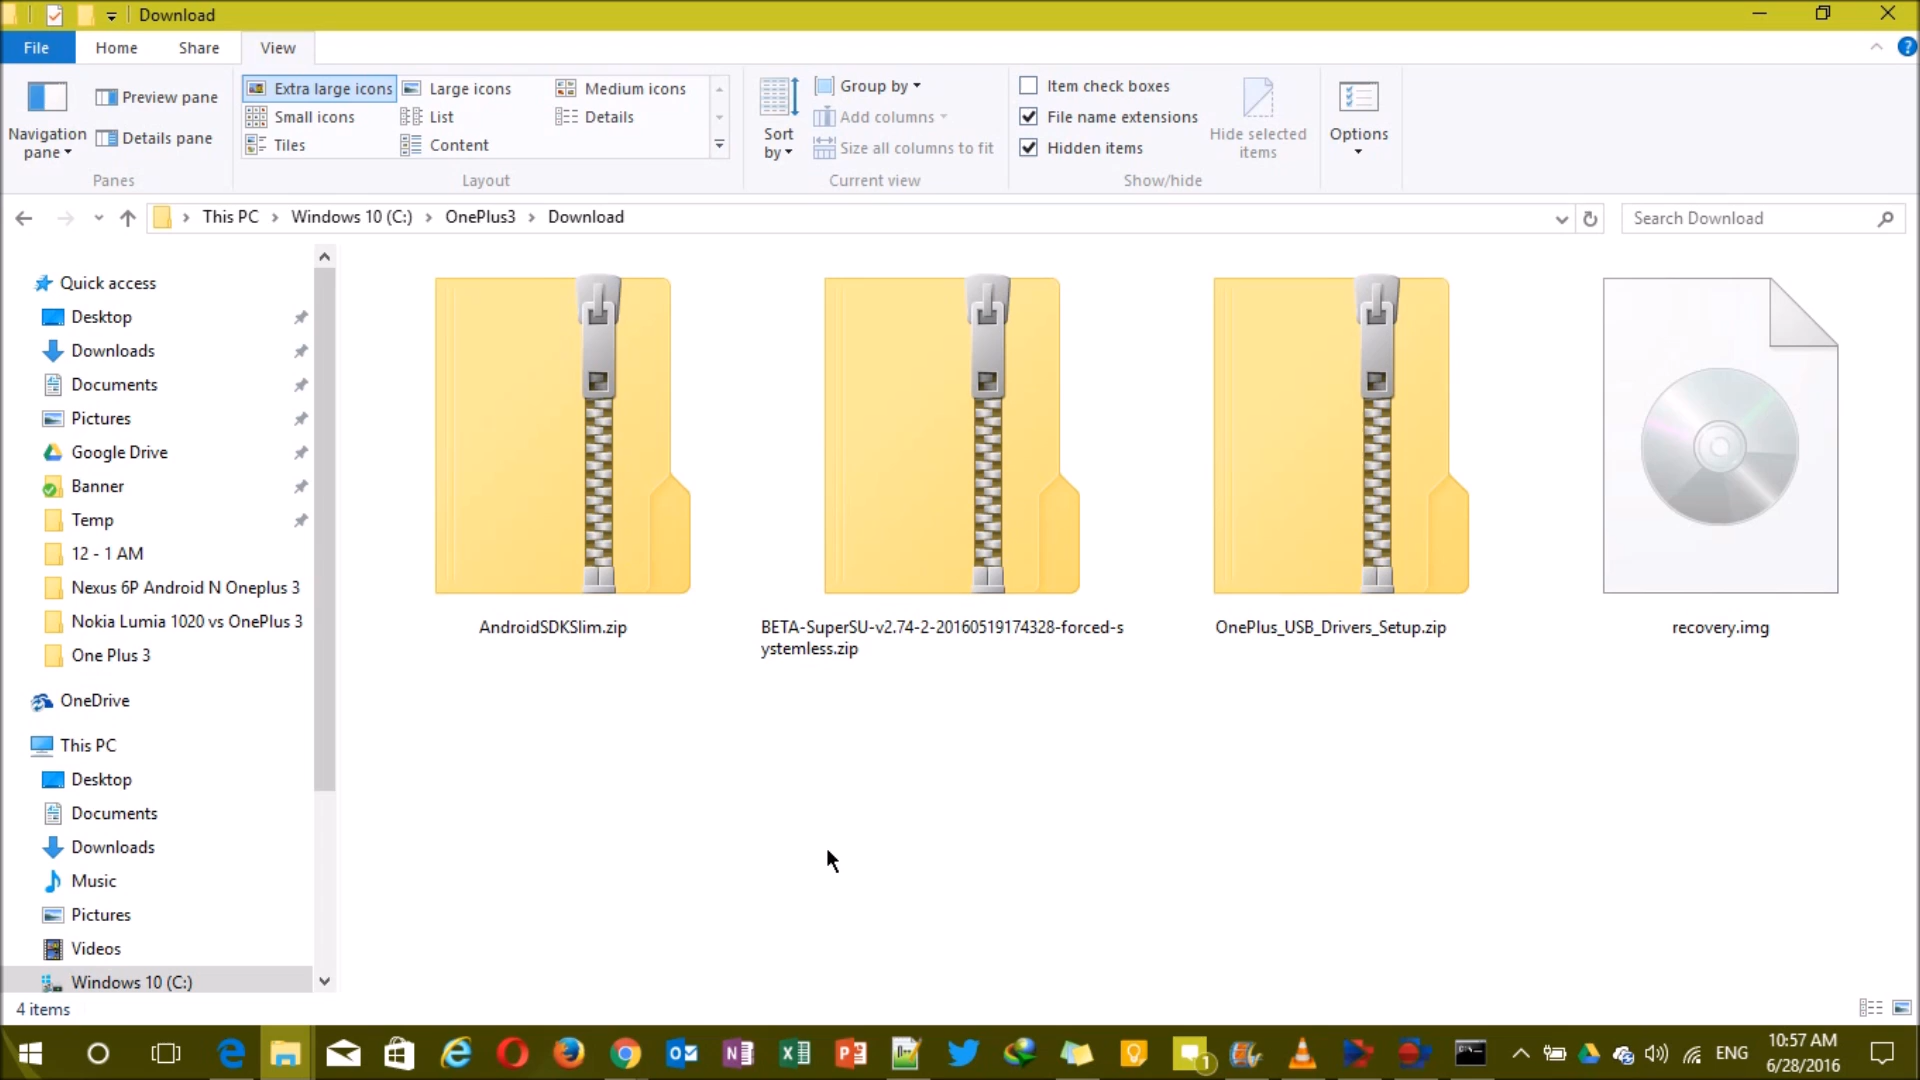 Download
File Home Share View
Navigation pane
Preview pane
Details pane
Panes
Extra large icons Large icons Medium icons
Small icons List Details
Tiles Content
Layout
Sort by
Group by
Add columns
Size all columns to fit
Current view
Item check boxes
File name extensions
Hidden items
Hide selected items
Show/hide
Options
This PC Windows 10 (C:) OnePlus3 Download
Search Download
Quick access
Desktop
Downloads
Documents
Pictures
Google Drive
Banner
Temp
12 - 1 AM
Nexus 6P Android N Oneplus 3
Nokia Lumia 1020 vs OnePlus 3
One Plus 3
OneDrive
This PC
Desktop
Documents
Downloads
Music
Pictures
Videos
Windows 10 (C:)
AndroidSDKSlim.zip
BETA-SuperSU-v2.74-2-20160519174328-forced-s
ystemless.zip
OnePlus_USB_Drivers_Setup.zip
recovery.img
4 items
1
ENG
10:57 AM
6/28/2016